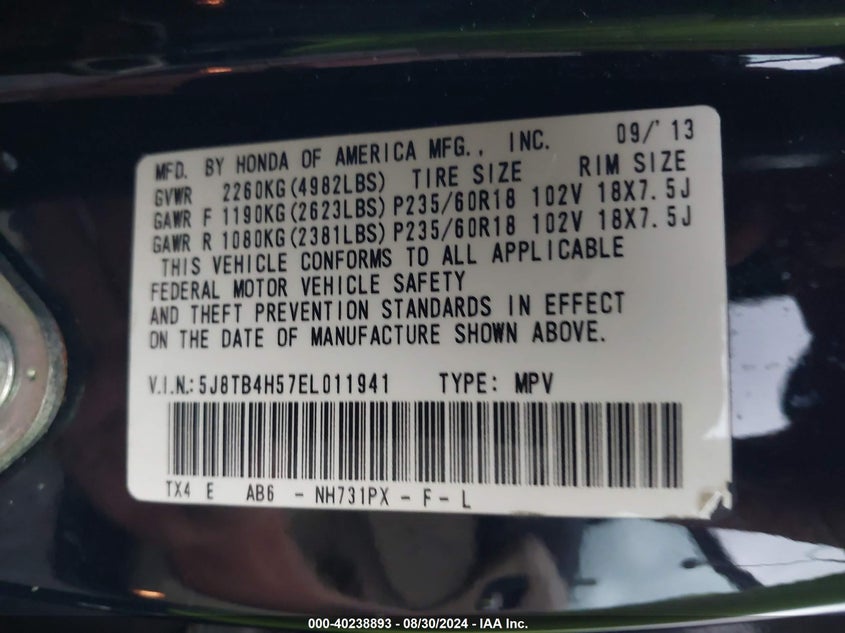 MFD. BY HONDA OF AMERICA MFG., INC. 09/'13
GVWR 2260KG(4982LBS) TIRE SIZE RIM SIZE
GAWR F 1190KG(2623LBS) P235/60R18 102V 18X7.5J
GAWR R 1080KG(2381LBS) P235/60R18 102V 18X7.5J
THIS VEHICLE CONFORMS TO ALL APPLICABLE
FEDERAL MOTOR VEHICLE SAFETY
AND THEFT PREVENTION STANDARDS IN EFFECT
ON THE DATE OF MANUFACTURE SHOWN ABOVE.
V.I.N.: 5J8TB4H57EL011941 TYPE: MPV
TX4 E AB6 - NH731PX - F - L
000-40238893 - 08/30/2024 - IAA Inc.